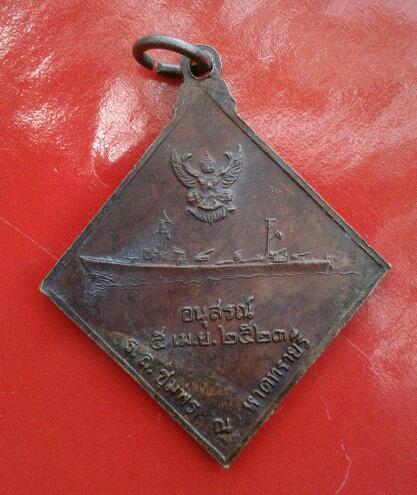 อนุสรณ์
๕ เม.ย. ๒๕๒๓
ร.ล. ชุมพร ณ หาดทรายรี